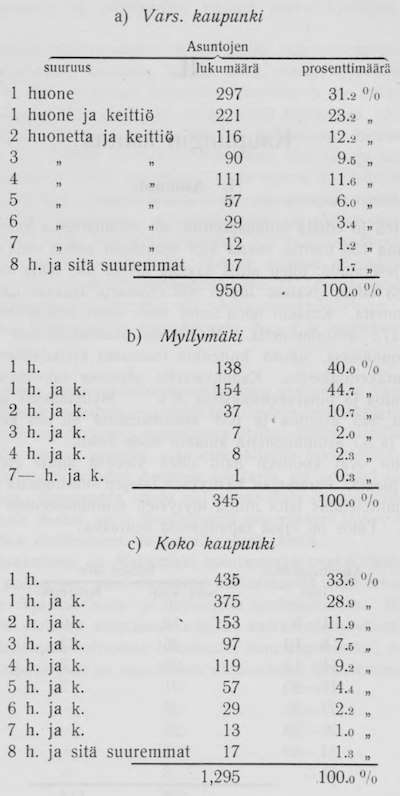 a) Vars. kaupunki
Asuntojen
suuruus lukumäärä prosenttimäärä
1 huone 297 31.2 %
1 huone ja keittiö 221 23.2 „
2 huonetta ja keittiö 116 12.2 „
3 „ „ 90 9.5 „
4 „ „ 111 11.6 „
5 „ „ 57 6.0 „
6 „ „ 29 3.4 „
7 „ „ 12 1.2 „
8 h. ja sitä suuremmat 17 1.7 „
950 100.0 %
b) Myllymäki
1 h. 138 40.0 %
1 h. ja k. 154 44.7 „
2 h. ja k. 37 10.7 „
3 h. ja k. 7 2.0 „
4 h. ja k. 8 2.3 „
7— h. ja k. 1 0.3 „
345 100.0 %
c) Koko kaupunki
1 h. 435 33.6 %
1 h. ja k. 375 28.9 „
2 h. ja k. 153 11.9 „
3 h. ja k. 97 7.5 „
4 h. ja k. 119 9.2 „
5 h. ja k. 57 4.4 „
6 h. ja k. 29 2.2 „
7 h. ja k. 13 1.0 „
8 h. ja sitä suuremmat 17 1.3 „
1,295 100.0 %